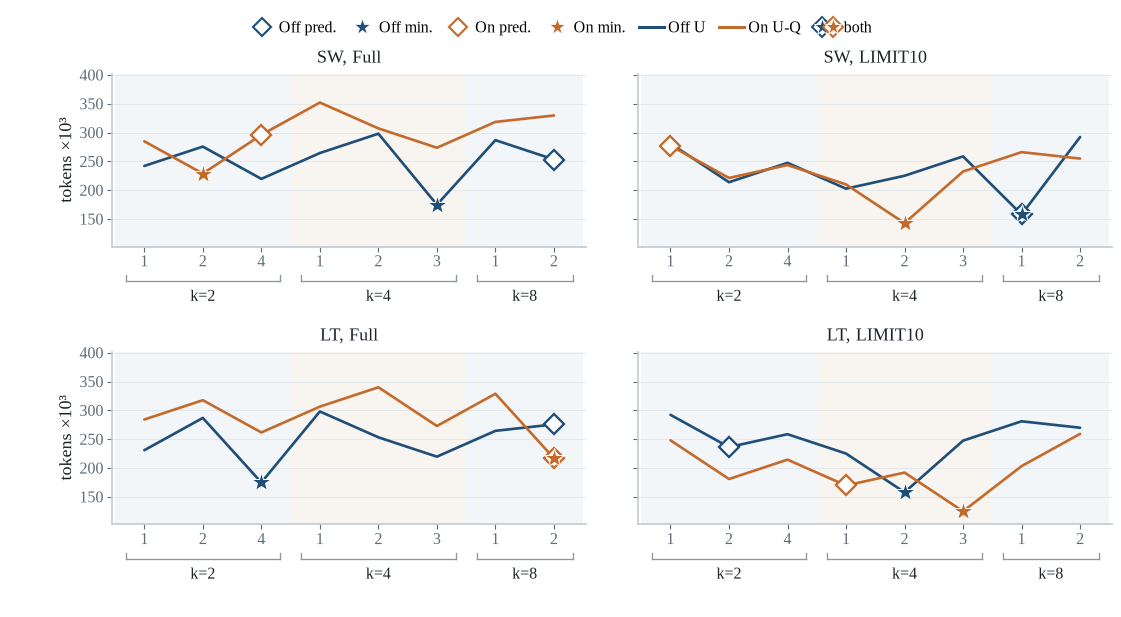 Off pred. Off min. On pred. On min. Off U On U-Q both
SW, Full SW, LIMIT10
400
350
300
250
200
150
tokens ×10³
1 2 4 1 2 3 1 2 1 2 4 1 2 3 1 2
k=2 k=4 k=8 k=2 k=4 k=8
LT, Full LT, LIMIT10
400
350
300
250
200
150
tokens ×10³
1 2 4 1 2 3 1 2 1 2 4 1 2 3 1 2
k=2 k=4 k=8 k=2 k=4 k=8